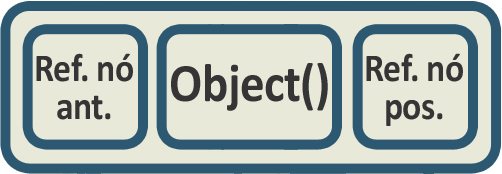 Ref. nó
ant.
Object()
Ref. nó
pos.